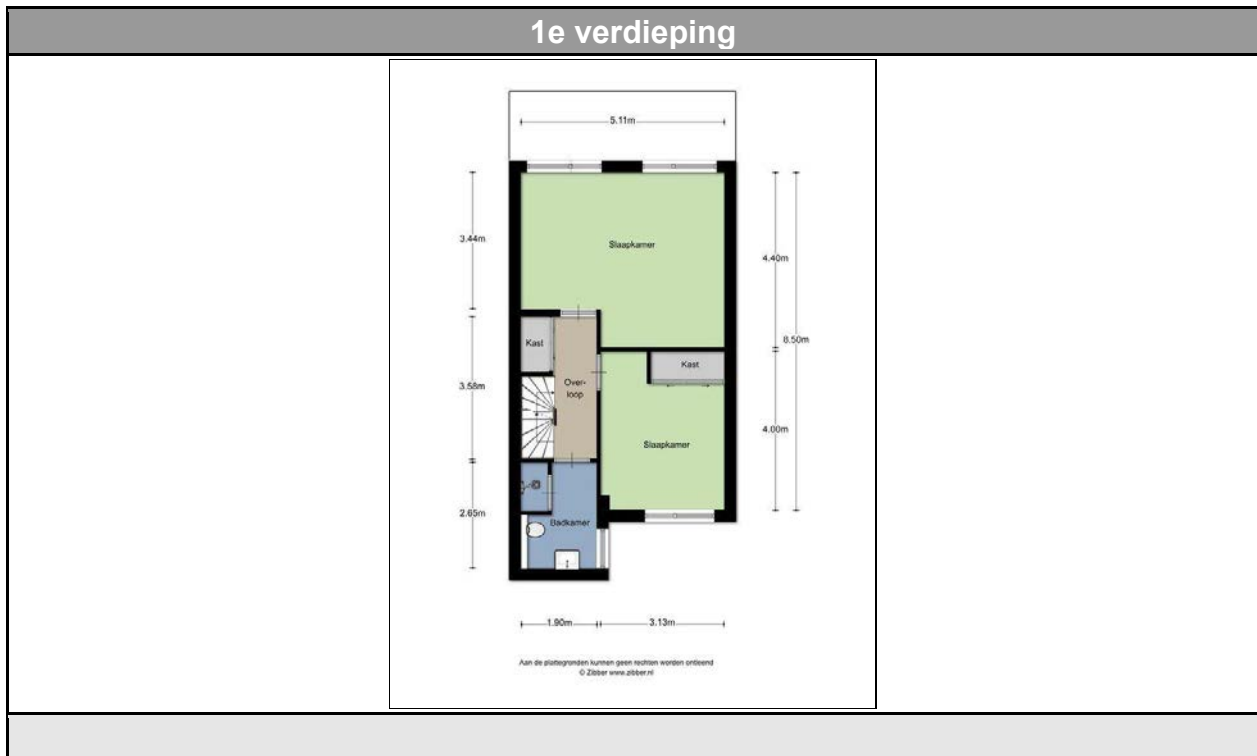 1e verdieping
5.11m
3.44m
Slaapkamer
4.40m
8.50m
Kast
Kast
Over-
loop
3.58m
4.00m
Slaapkamer
2.65m
Badkamer
1.90m
3.13m
Aan de plattegronden kunnen geen rechten worden ontleend
© Zibber www.zibber.nl